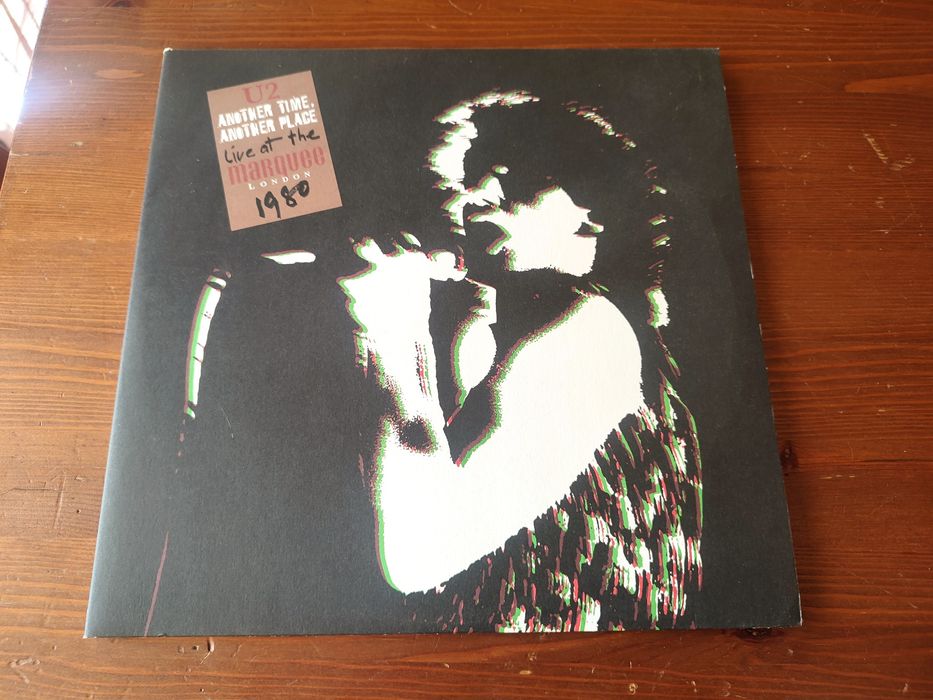 U2
ANOTHER TIME,
ANOTHER PLACE
Live at the
marquee
LONDON
1980